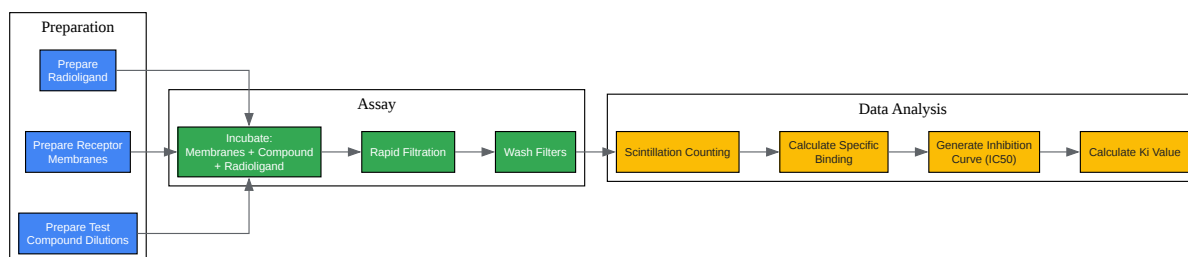 Preparation
Prepare
Radioligand
Prepare Receptor
Membranes
Prepare Test
Compound Dilutions
Assay
Incubate:
Membranes + Compound
+ Radioligand
Rapid Filtration
Wash Filters
Data Analysis
Scintillation Counting
Calculate Specific
Binding
Generate Inhibition
Curve (IC50)
Calculate Ki Value